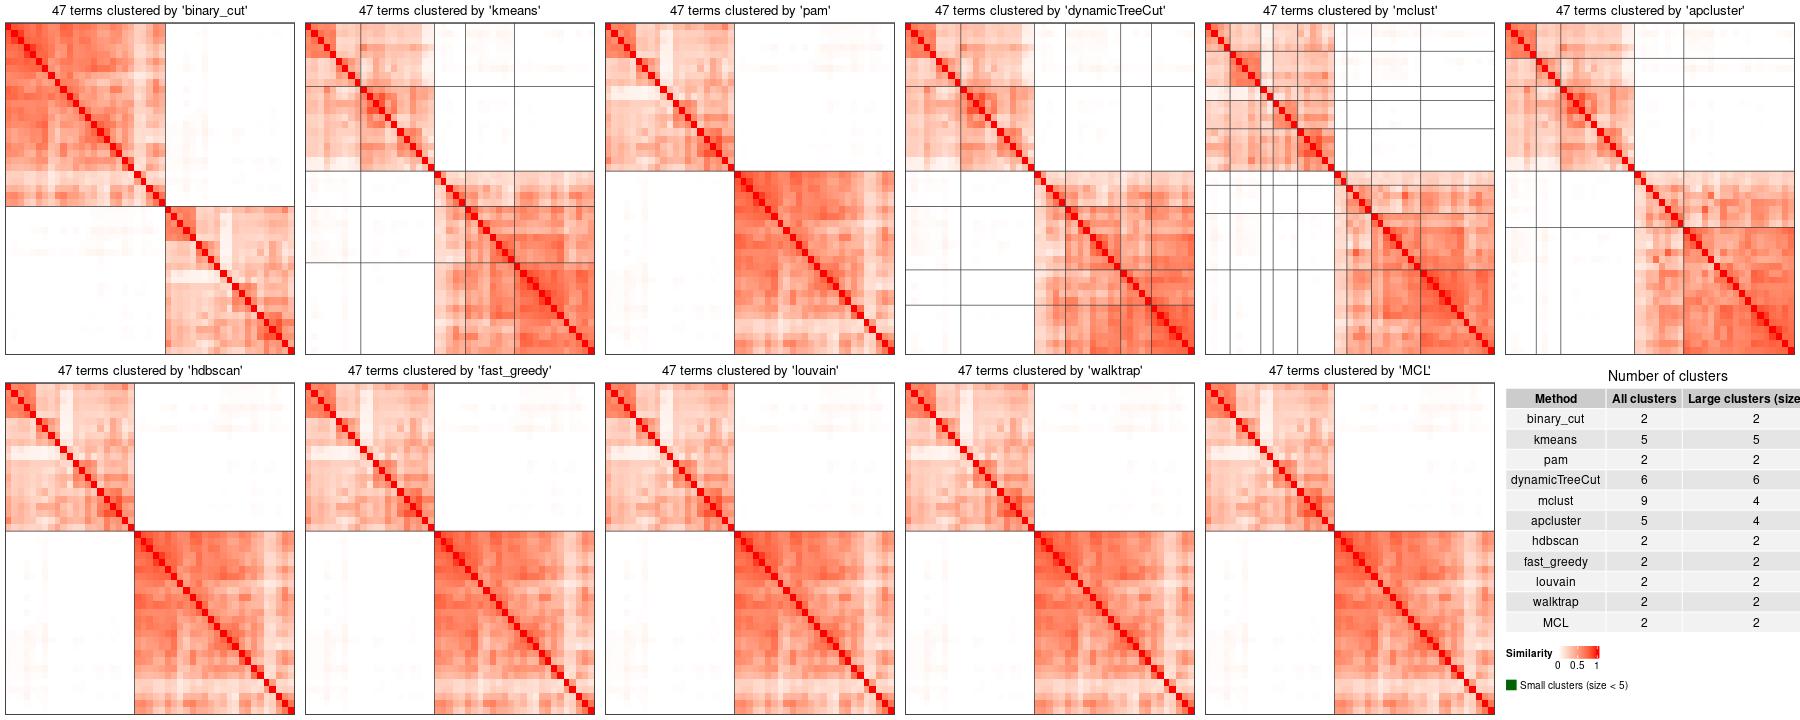 47 terms clustered by 'binary_cut'
47 terms clustered by 'kmeans'
47 terms clustered by 'pam'
47 terms clustered by 'dynamicTreeCut'
47 terms clustered by 'mclust'
47 terms clustered by 'apcluster'
47 terms clustered by 'hdbscan'
47 terms clustered by 'fast_greedy'
47 terms clustered by 'louvain'
47 terms clustered by 'walktrap'
47 terms clustered by 'MCL'
Number of clusters
Method All clusters Large clusters (size
binary_cut 2 2
kmeans 5 5
pam 2 2
dynamicTreeCut 6 6
mclust 9 4
apcluster 5 4
hdbscan 2 2
fast_greedy 2 2
louvain 2 2
walktrap 2 2
MCL 2 2
Similarity
0 0.5 1
Small clusters (size < 5)